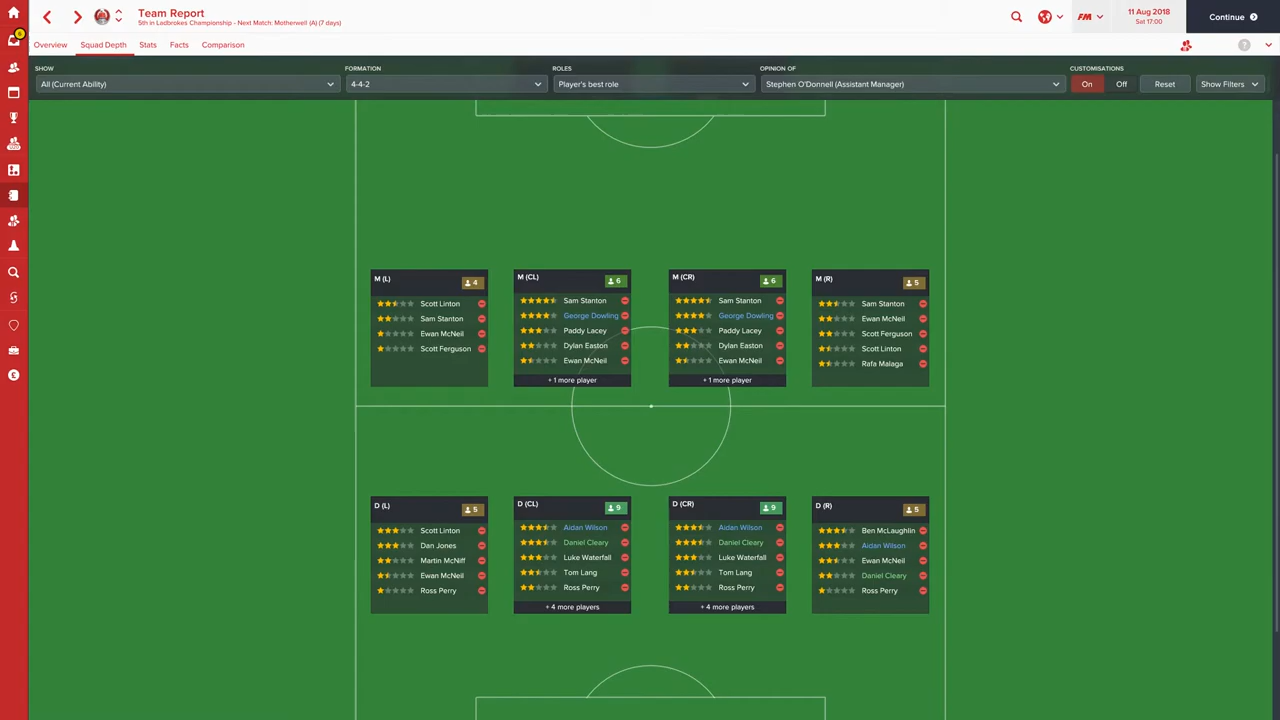 Team Report
5th in Ladbrokes Championship - Next Match: Motherwell (A) (7 days)
FM
11 Aug 2018
Sat 17:00
Continue
6
Overview
Squad Depth
Stats
Facts
Comparison
?
SHOW
FORMATION
ROLES
OPINION OF
CUSTOMISATIONS
All (Current Ability)
4-4-2
Player's best role
Stephen O'Donnell (Assistant Manager)
On
Off
Reset
Show Filters
M (L)
4
Scott Linton
Sam Stanton
Ewan McNeil
Scott Ferguson
M (CL)
6
Sam Stanton
George Dowling
Paddy Lacey
Dylan Easton
Ewan McNeil
+ 1 more player
M (CR)
6
Sam Stanton
George Dowling
Paddy Lacey
Dylan Easton
Ewan McNeil
+ 1 more player
M (R)
5
Sam Stanton
Ewan McNeil
Scott Ferguson
Scott Linton
Rafa Malaga
D (L)
5
Scott Linton
Dan Jones
Martin McNiff
Ewan McNeil
Ross Perry
D (CL)
9
Aidan Wilson
Daniel Cleary
Luke Waterfall
Tom Lang
Ross Perry
+ 4 more players
D (CR)
9
Aidan Wilson
Daniel Cleary
Luke Waterfall
Tom Lang
Ross Perry
+ 4 more players
D (R)
5
Ben McLaughlin
Aidan Wilson
Ewan McNeil
Daniel Cleary
Ross Perry